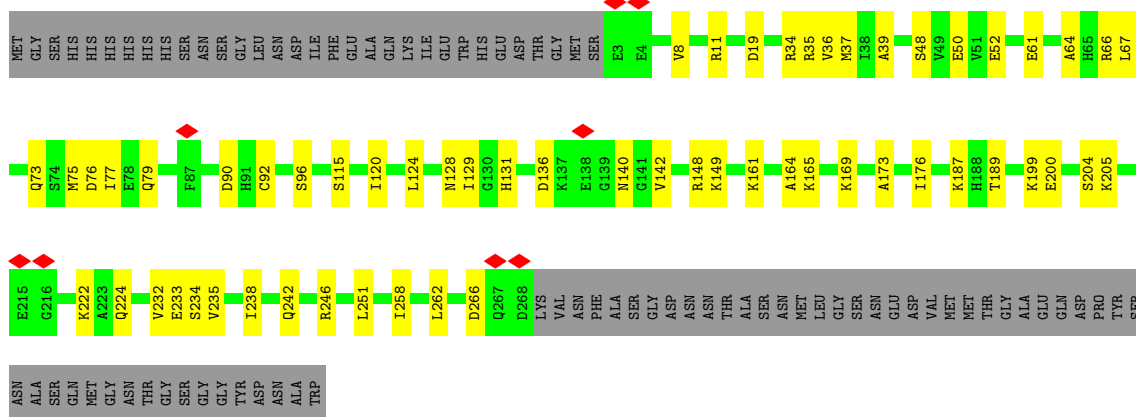 MET GLY SER HIS HIS HIS HIS HIS HIS SER ASN SER GLY LEU ASN ASP ILE PHE GLU ALA GLN LYS ILE GLU TRP HIS GLU ASP THR GLY MET SER E3 E4 V8 R11 D19 R34 R35 V36 M37 I38 A39 S48 V49 E50 V51 E52 E61 A64 H65 R66 L67
Q73 S74 M75 D76 I77 E78 Q79 F87 D90 H91 C92 S96 S115 I120 L124 N128 I129 G130 H131 D136 K137 E138 G139 N140 G141 V142 R148 K149 K161 A164 K165 K169 A173 I176 K187 H188 T189 K199 E200 S204 K205
E215 G216 K222 A223 Q224 V232 E233 S234 V235 I238 Q242 R246 L251 I258 L262 D266 Q267 D268 LYS VAL ASN PHE ALA SER GLY ASP ASN ASN THR ALA SER ASN MET LEU GLY SER ASN GLU ASP VAL MET MET THR GLY ALA GLU GLN ASP PRO TYR SER
ASN ALA SER GLN MET GLY ASN THR GLY SER GLY GLY TYR ASP ASN ALA TRP